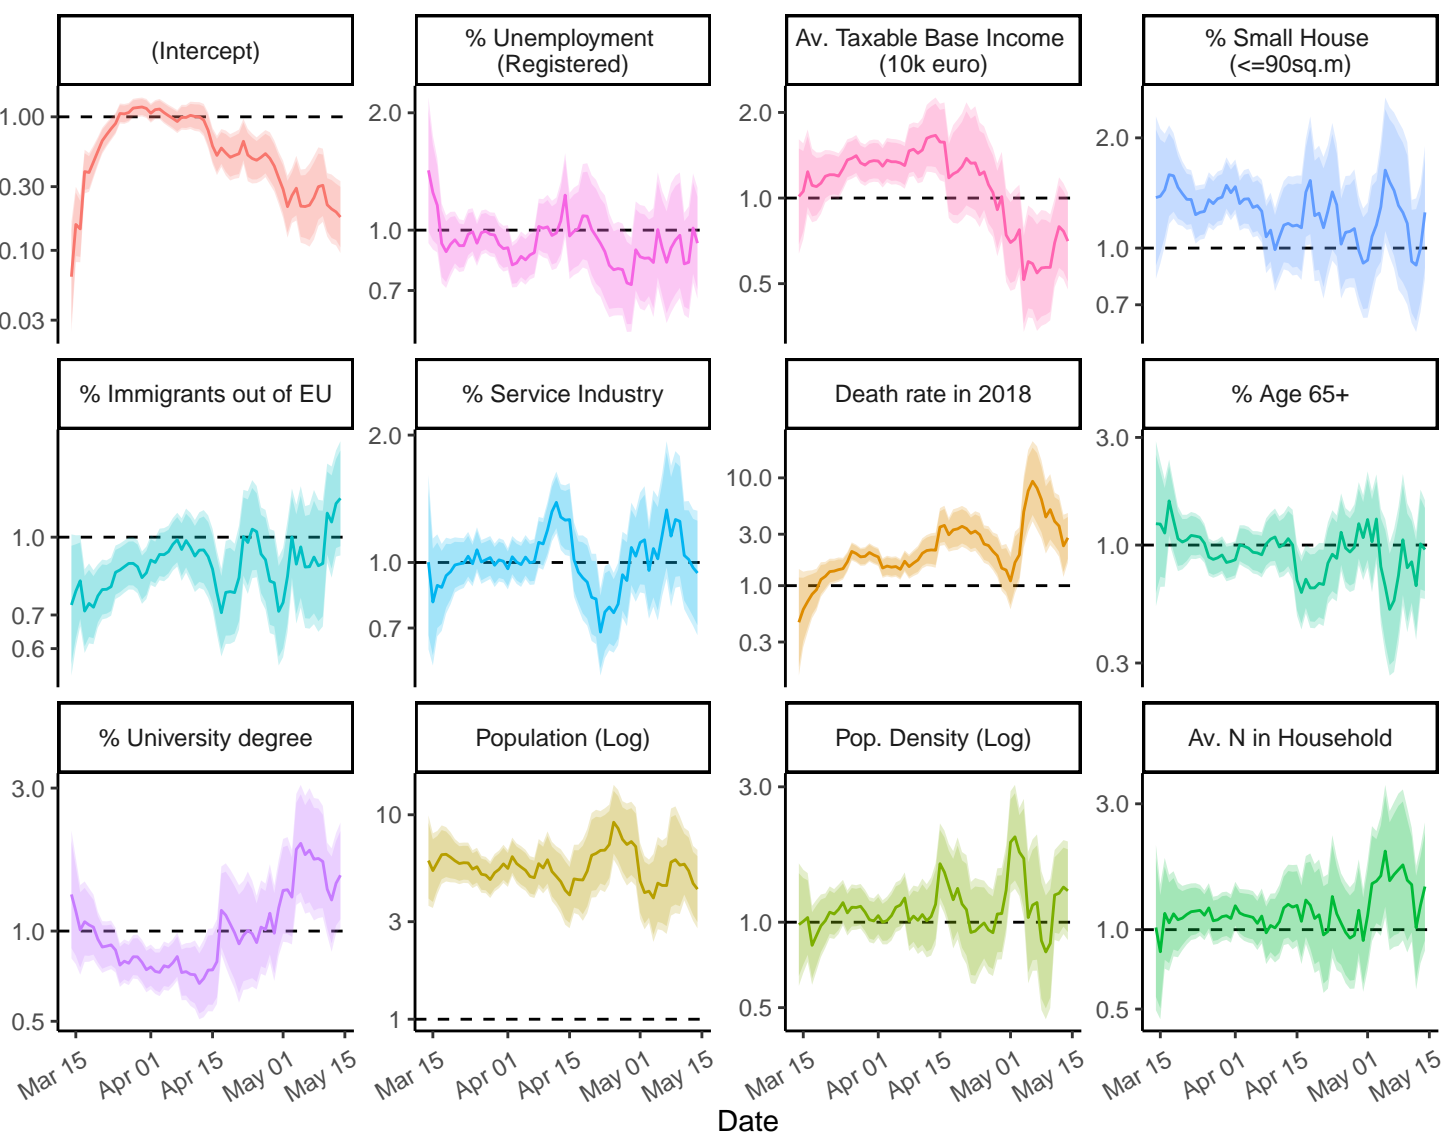 (Intercept)
% Unemployment
(Registered)
Av. Taxable Base Income
(10k euro)
% Small House
(<=90sq.m)
1.00
0.30
0.10
0.03
2.0
1.0
0.7
2.0
1.0
0.5
2.0
1.0
0.7
% Immigrants out of EU
% Service Industry
Death rate in 2018
% Age 65+
1.0
0.7
0.6
2.0
1.0
0.7
10.0
3.0
1.0
0.3
3.0
1.0
0.3
% University degree
Population (Log)
Pop. Density (Log)
Av. N in Household
3.0
1.0
0.5
10
3
1
3.0
1.0
0.5
3.0
1.0
0.5
Mar 15
Apr 01
Apr 15
May 01
May 15
Mar 15
Apr 01
Apr 15
May 01
May 15
Mar 15
Apr 01
Apr 15
May 01
May 15
Mar 15
Apr 01
Apr 15
May 01
May 15
Date